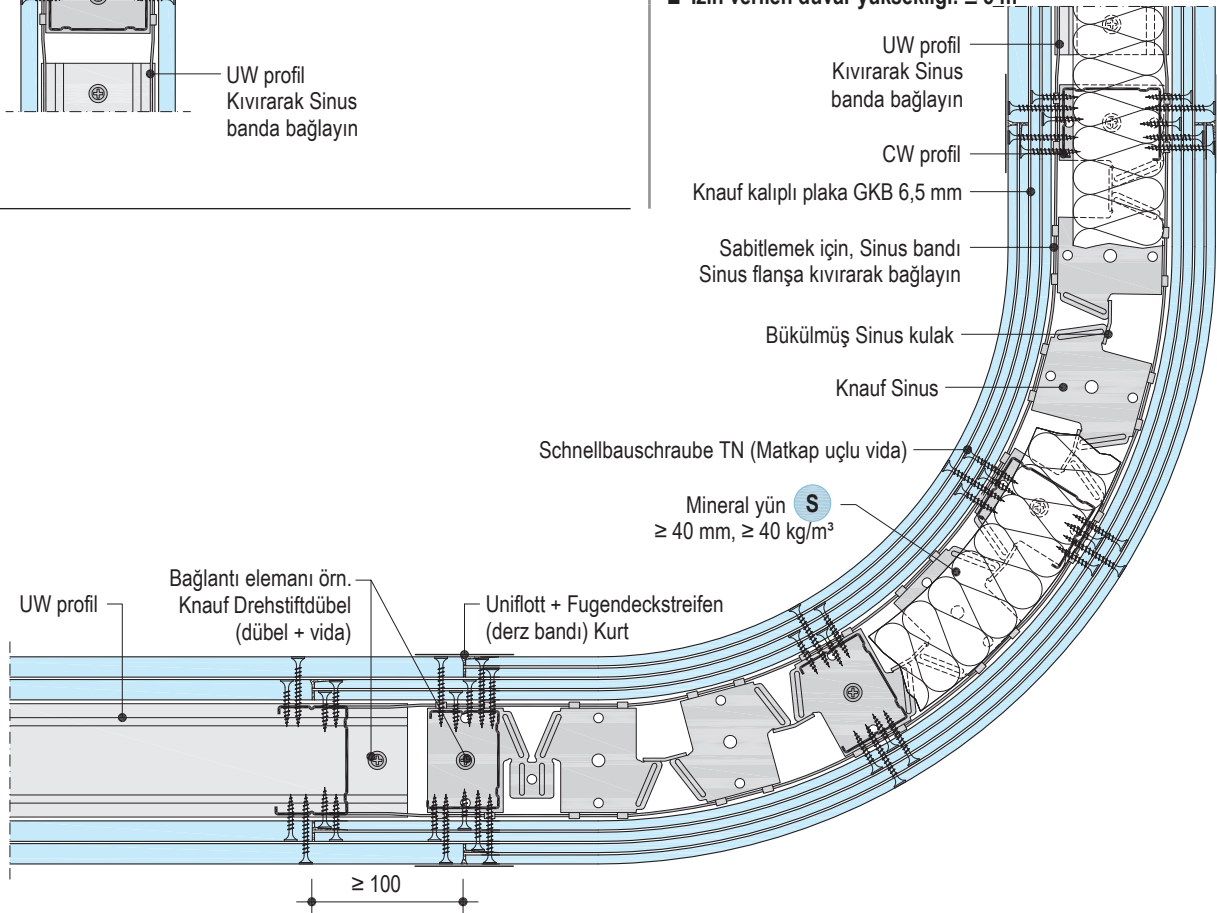 UW profil
Kıvırarak Sinus
banda bağlayın
UW profil
Kıvırarak Sinus
banda bağlayın
CW profil
Knauf kalıplı plaka GKB 6,5 mm
Sabitlemek için, Sinus bandı
Sinus flanşa kıvırarak bağlayın
Bükülmüş Sinus kulak
Knauf Sinus
Schnellbauschraube TN (Matkap uçlu vida)
Mineral yün S
≥ 40 mm, ≥ 40 kg/m³
Bağlantı elemanı örn.
Knauf Drehstiftdübel
(dübel + vida)
UW profil
Uniflott + Fugendeckstreifen
(derz bandı) Kurt
≥ 100